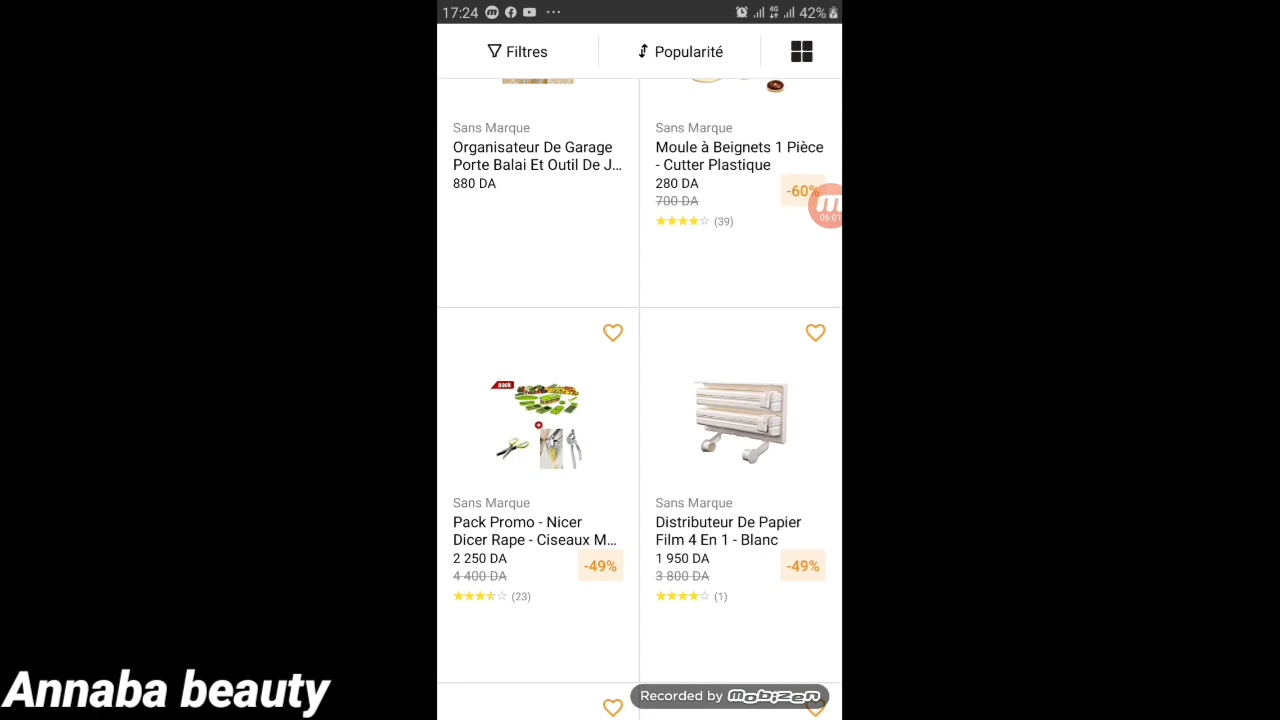 17:24
4G
42%
Filtres
Popularité
Sans Marque
Organisateur De Garage
Porte Balai Et Outil De J...
880 DA
Sans Marque
Moule à Beignets 1 Pièce
- Cutter Plastique
280 DA
700 DA
-60%
06:01
(39)
pack
Sans Marque
Pack Promo - Nicer
Dicer Rape - Ciseaux M...
2 250 DA
4 400 DA
-49%
(23)
Sans Marque
Distributeur De Papier
Film 4 En 1 - Blanc
1 950 DA
3 800 DA
-49%
(1)
Annaba beauty
Recorded by Mobizen